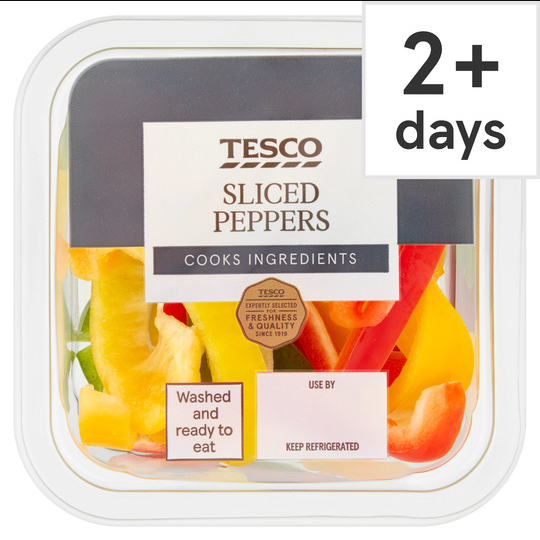 2+
days
TESCO
SLICED
PEPPERS
COOKS INGREDIENTS
TESCO
EXPERTLY SELECTED
FOR
FRESHNESS
& QUALITY
SINCE 1919
Washed
and
ready to
eat
USE BY
KEEP REFRIGERATED